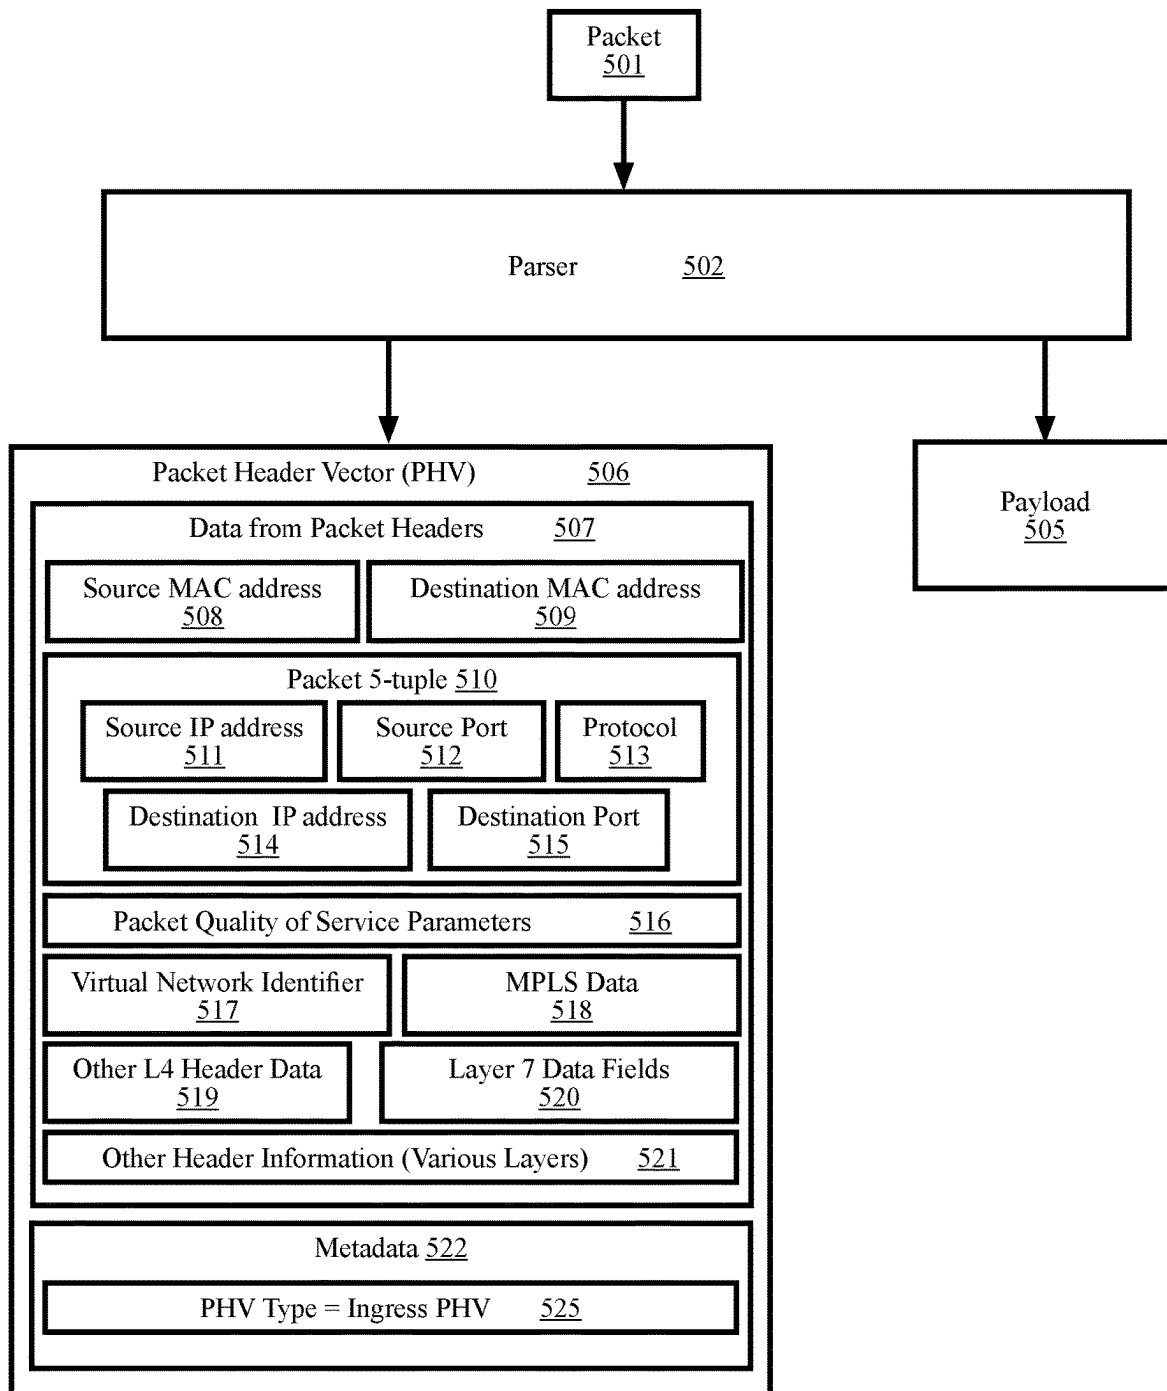 Packet
501
Parser 502
Packet Header Vector (PHV) 506
Data from Packet Headers 507
Source MAC address
508
Destination MAC address
509
Packet 5-tuple 510
Source IP address
511
Source Port
512
Protocol
513
Destination IP address
514
Destination Port
515
Packet Quality of Service Parameters 516
Virtual Network Identifier
517
MPLS Data
518
Other L4 Header Data
519
Layer 7 Data Fields
520
Other Header Information (Various Layers) 521
Metadada 522
PHV Type = Ingress PHV 525
Payload
505